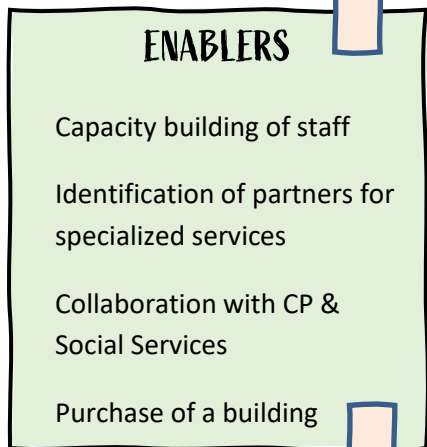 ENABLERS
Capacity building of staff
Identification of partners for
specialized services
Collaboration with CP &
Social Services
Purchase of a building